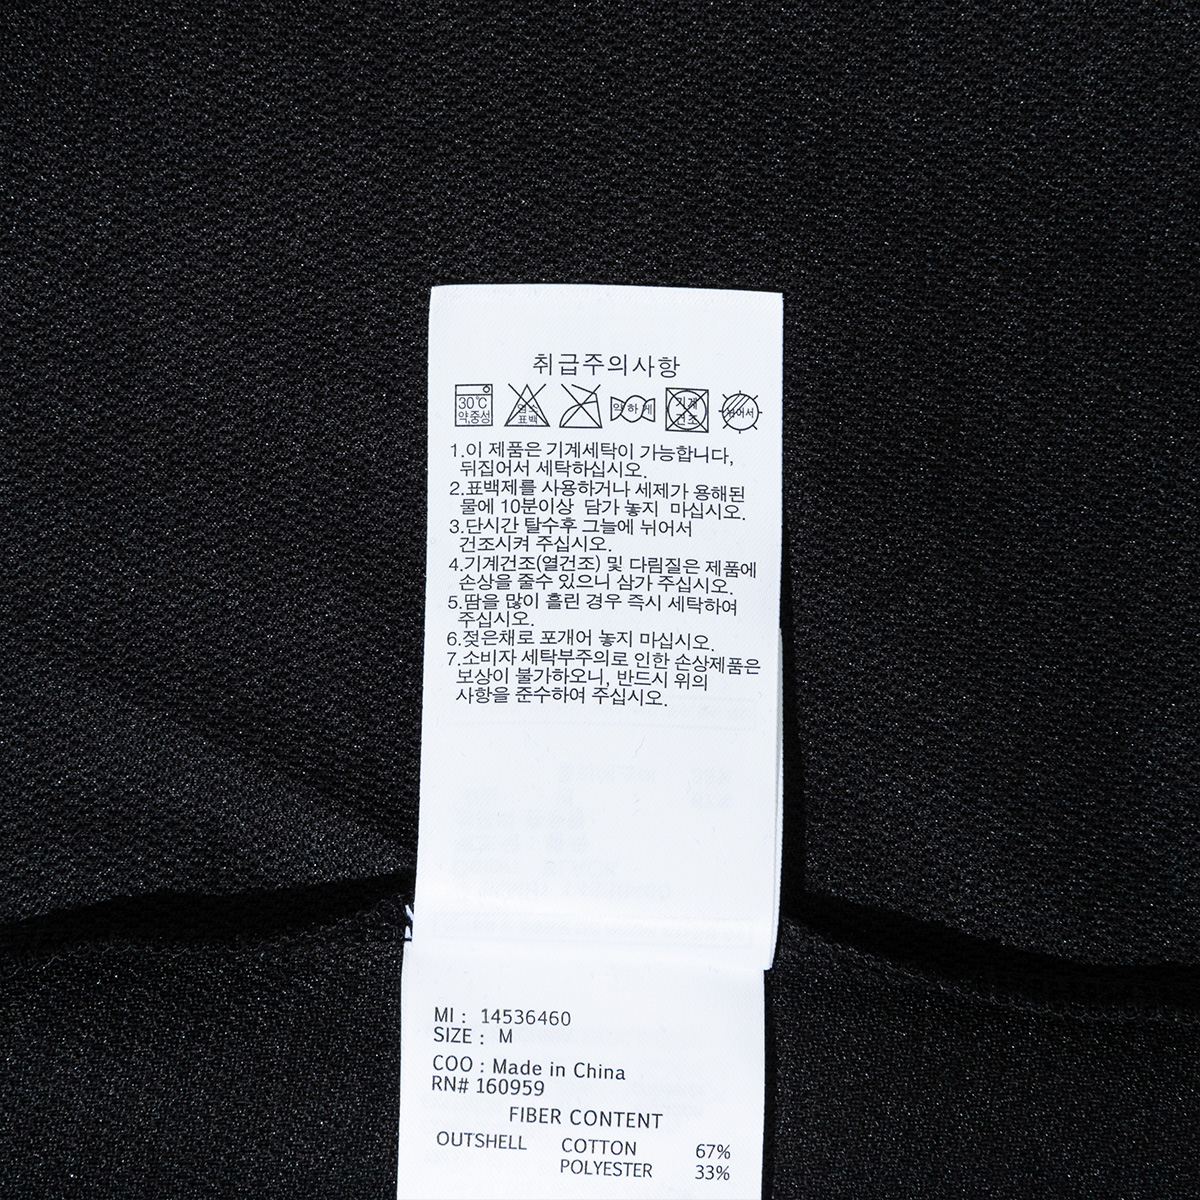 취급주의사항
30℃ 약,중성 염소 표백 약하게 기계 건조 뉘어서
1.이 제품은 기계세탁이 가능합니다,
뒤집어서 세탁하십시오.
2.표백제를 사용하거나 세제가 용해된
물에 10분이상 담가 놓지 마십시오.
3.단시간 탈수후 그늘에 뉘어서
건조시켜 주십시오.
4.기계건조(열건조) 및 다림질은 제품에
손상을 줄수 있으니 삼가 주십시오.
5.땀을 많이 흘린 경우 즉시 세탁하여
주십시오.
6.젖은채로 포개어 놓지 마십시오.
7.소비자 세탁부주의로 인한 손상제품은
보상이 불가하오니, 반드시 위의
사항을 준수하여 주십시오.
MI : 14536460
SIZE : M
COO : Made in China
RN# 160959
FIBER CONTENT
OUTSHELL COTTON 67%
POLYESTER 33%